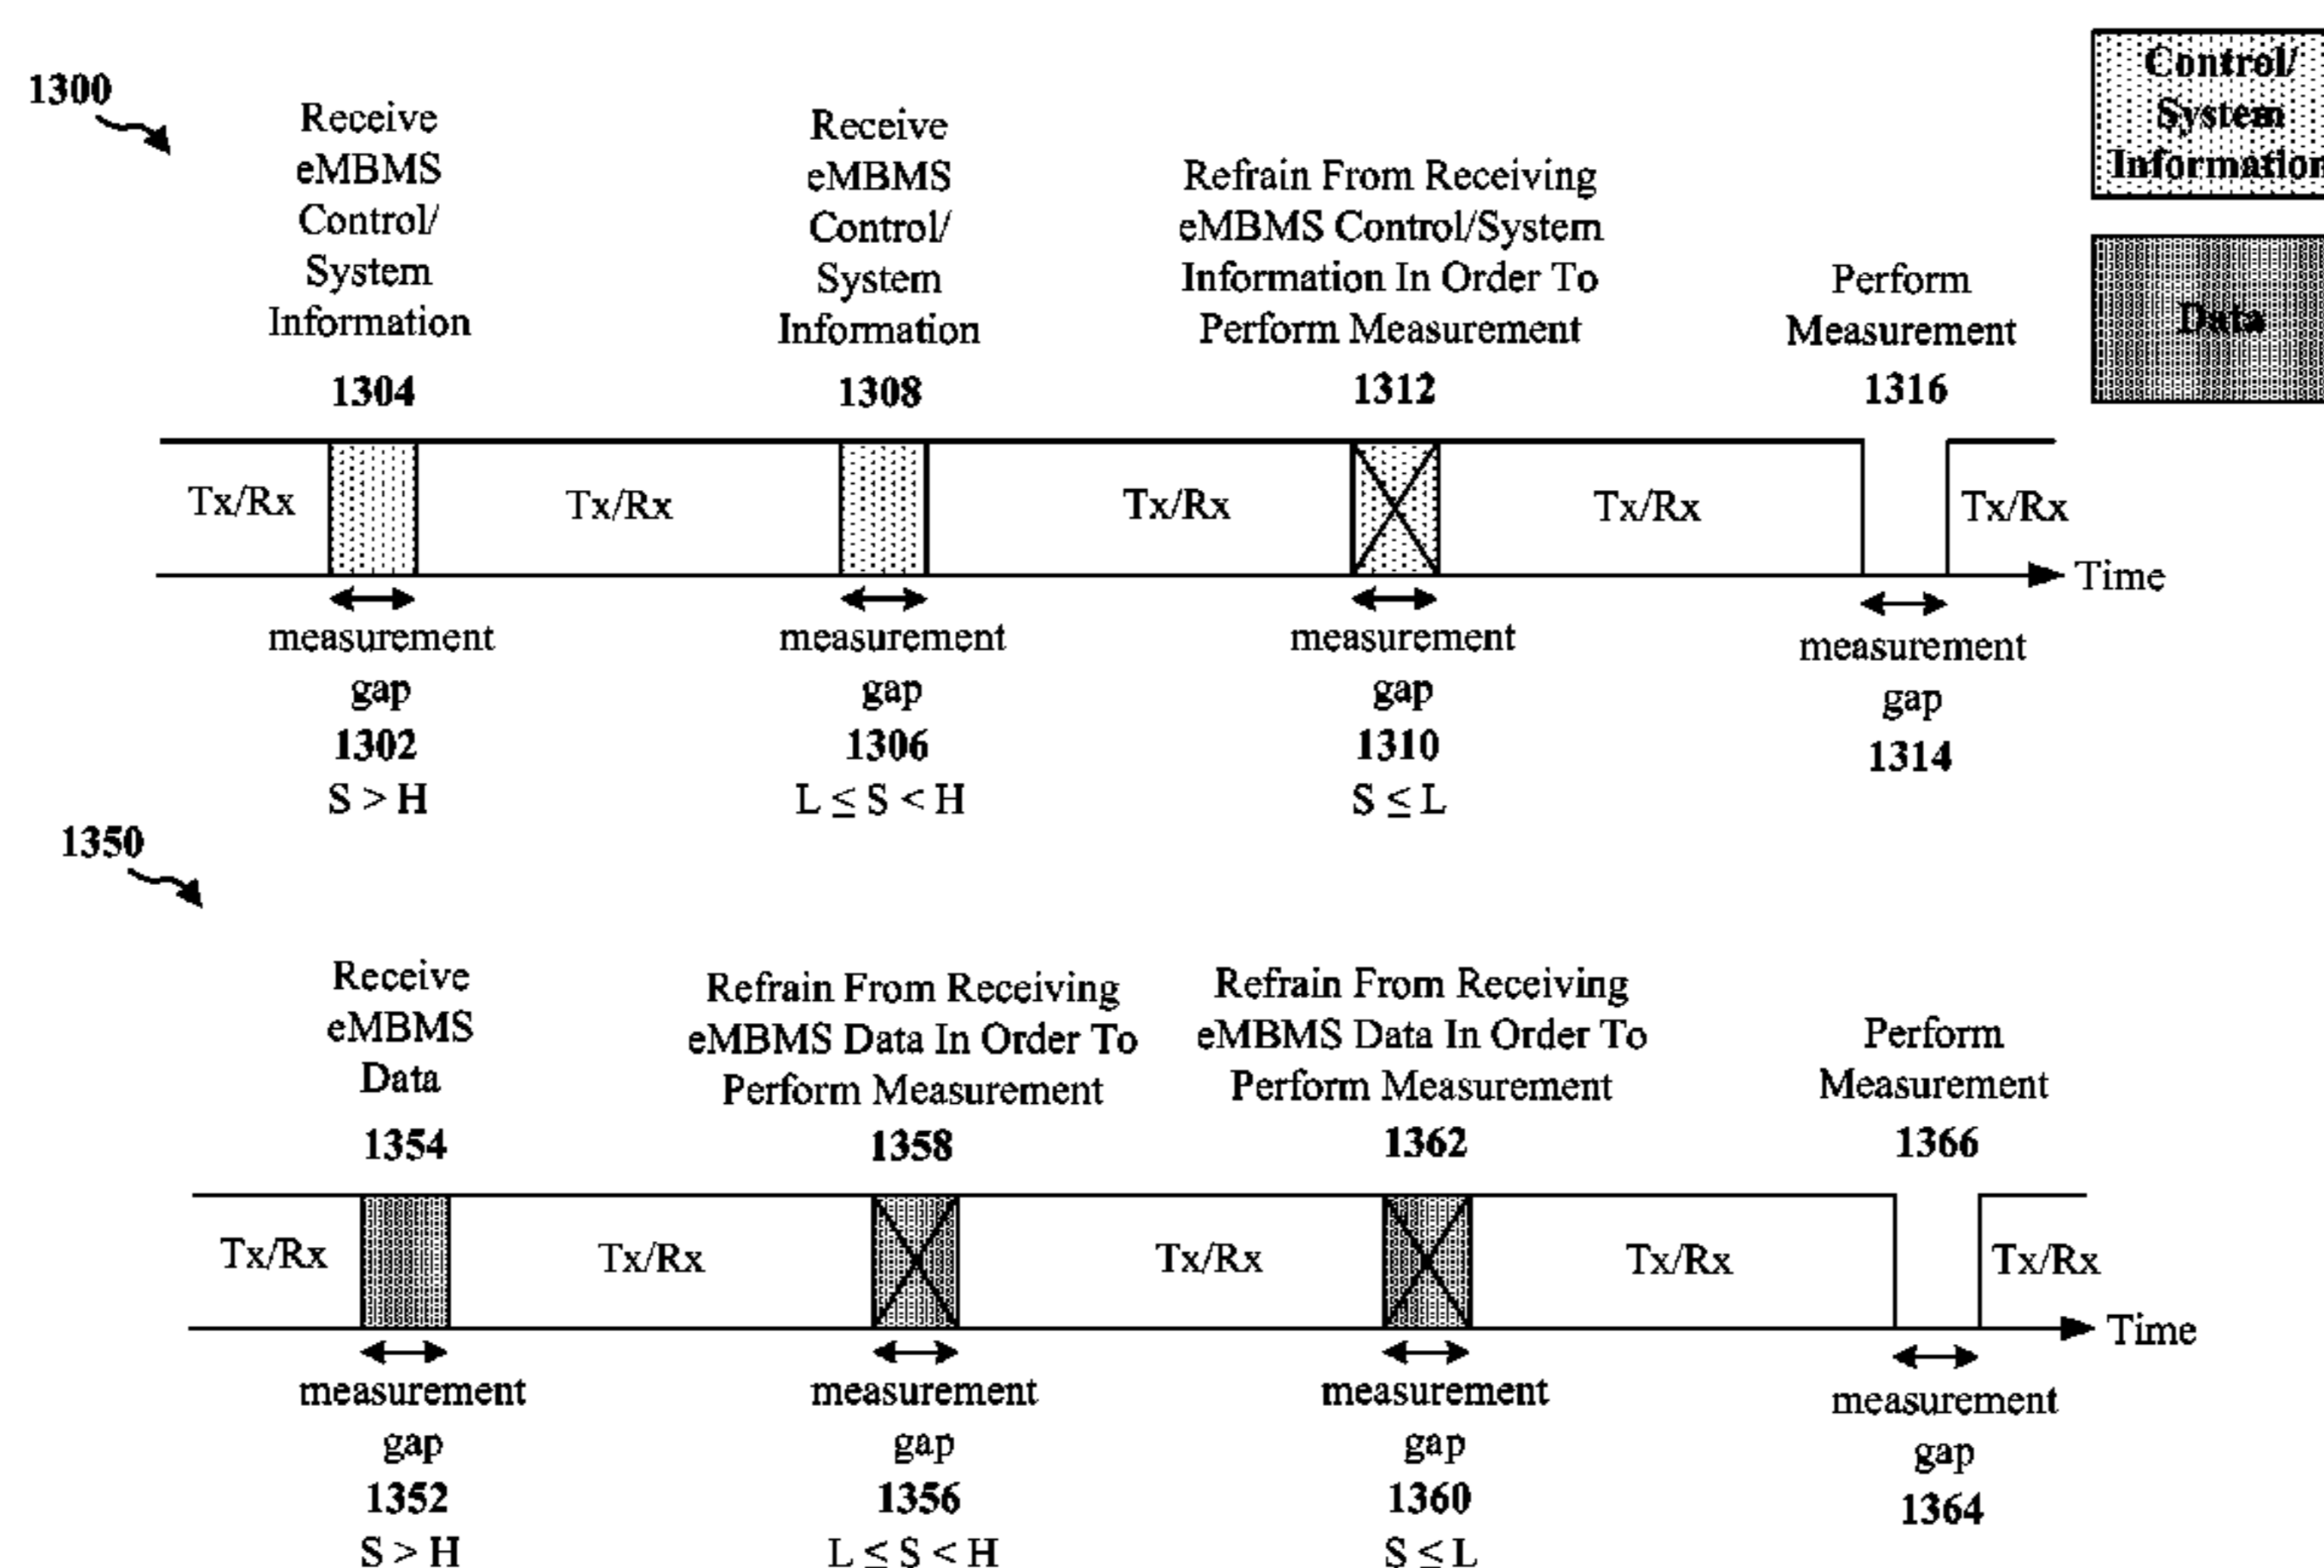 1300
Receive
eMBMS
Control/
System
Information
1304
Receive
eMBMS
Control/
System
Information
1308
Refrain From Receiving
eMBMS Control/System
Information In Order To
Perform Measurement
1312
Perform
Measurement
1316
Control/
System
Information
Data
Tx/Rx
Tx/Rx
Tx/Rx
Tx/Rx
Tx/Rx
Time
measurement
gap
1302
S > H
measurement
gap
1306
L ≤ S < H
measurement
gap
1310
S ≤ L
measurement
gap
1314
1350
Receive
eMBMS
Data
1354
Refrain From Receiving
eMBMS Data In Order To
Perform Measurement
1358
Refrain From Receiving
eMBMS Data In Order To
Perform Measurement
1362
Perform
Measurement
1366
Tx/Rx
Tx/Rx
Tx/Rx
Tx/Rx
Tx/Rx
Time
measurement
gap
1352
S > H
measurement
gap
1356
L ≤ S < H
measurement
gap
1360
S ≤ L
measurement
gap
1364